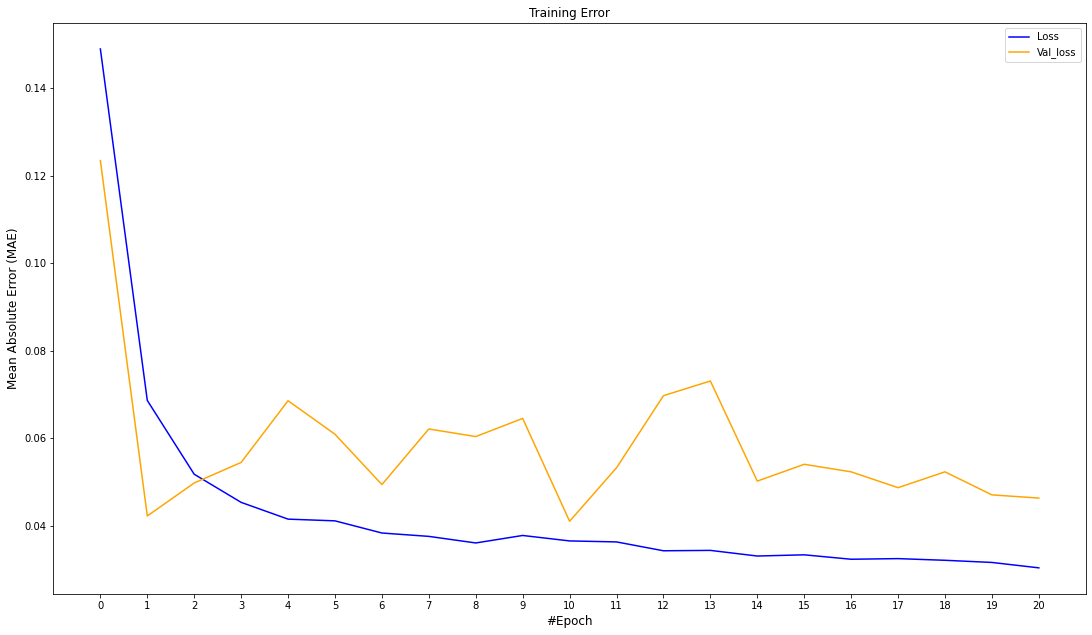 Training Error
Loss
Val_loss
Mean Absolute Error (MAE)
0.14
0.12
0.10
0.08
0.06
0.04
0 1 2 3 4 5 6 7 8 9 10 11 12 13 14 15 16 17 18 19 20
#Epoch